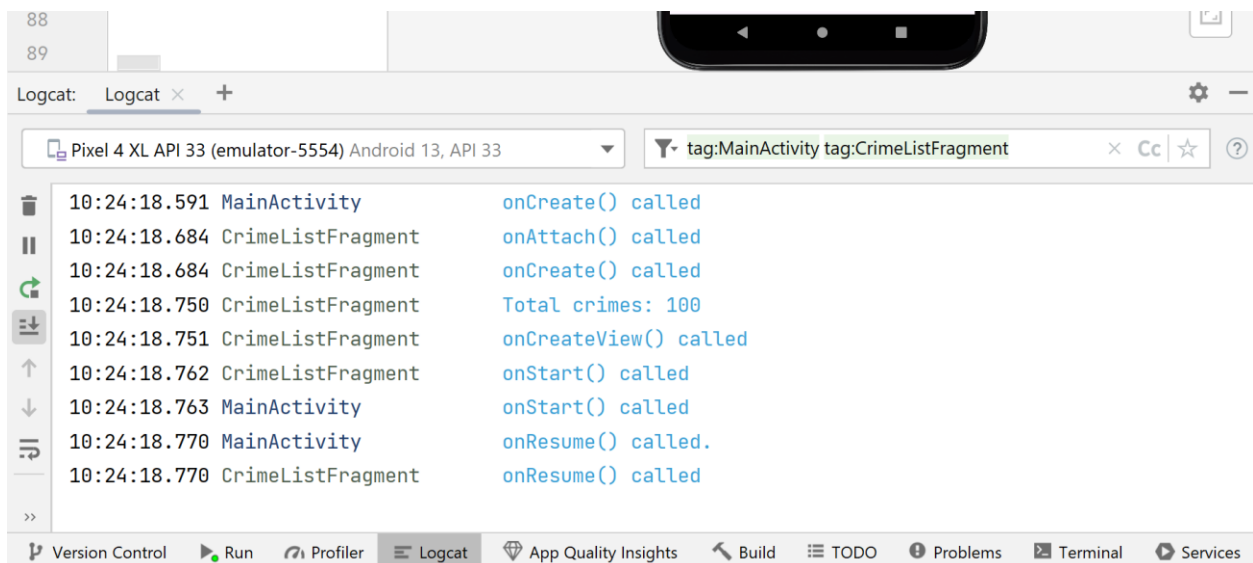 88
89
Logcat: Logcat × +
Pixel 4 XL API 33 (emulator-5554) Android 13, API 33 tag:MainActivity tag:CrimeListFragment × Cc ?
10:24:18.591 MainActivity onCreate() called
10:24:18.684 CrimeListFragment onAttach() called
10:24:18.684 CrimeListFragment onCreate() called
10:24:18.750 CrimeListFragment Total crimes: 100
10:24:18.751 CrimeListFragment onCreateView() called
10:24:18.762 CrimeListFragment onStart() called
10:24:18.763 MainActivity onStart() called
10:24:18.770 MainActivity onResume() called.
10:24:18.770 CrimeListFragment onResume() called
»
Version Control Run Profiler Logcat App Quality Insights Build TODO Problems Terminal Services